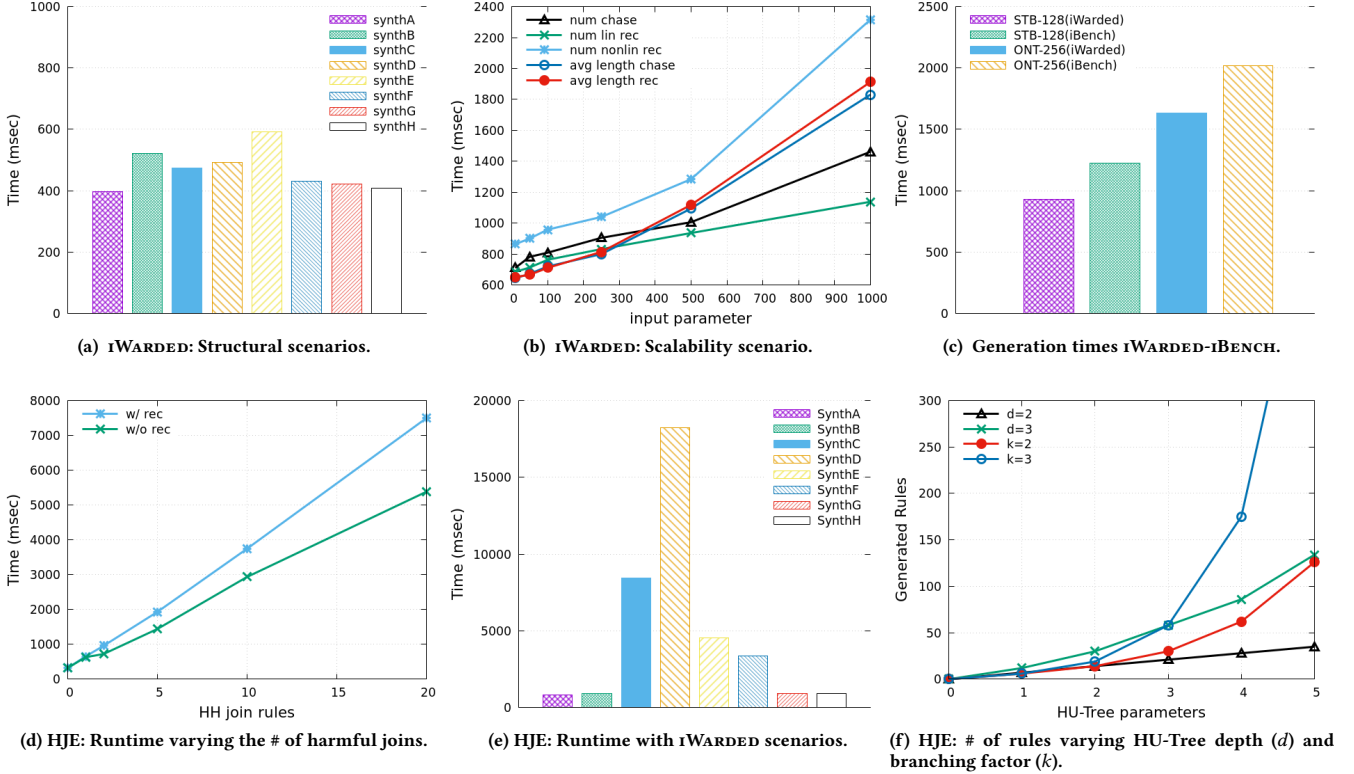 1000
800
600
400
200
0
Time (msec)
synthA
synthB
synthC
synthD
synthE
synthF
synthG
synthH
(a) iWarded: Structural scenarios.
2400
2200
2000
1800
1600
1400
1200
1000
800
600
Time (msec)
num chase
num lin rec
num nonlin rec
avg length chase
avg length rec
0 100 200 300 400 500 600 700 800 900 1000
input parameter
(b) iWarded: Scalability scenario.
2500
2000
1500
1000
500
0
Time (msec)
STB-128(iWarded)
STB-128(iBench)
ONT-256(iWarded)
ONT-256(iBench)
(c) Generation times iWarded-iBench.
8000
7000
6000
5000
4000
3000
2000
1000
0
Time (msec)
w/ rec
w/o rec
0 5 10 15 20
HH join rules
(d) HJE: Runtime varying the # of harmful joins.
20000
15000
10000
5000
0
Time (msec)
SynthA
SynthB
SynthC
SynthD
SynthE
SynthF
SynthG
SynthH
(e) HJE: Runtime with iWarded scenarios.
300
250
200
150
100
50
0
Generated Rules
d=2
d=3
k=2
k=3
0 1 2 3 4 5
HU-Tree parameters
(f) HJE: # of rules varying HU-Tree depth (d) and
branching factor (k).